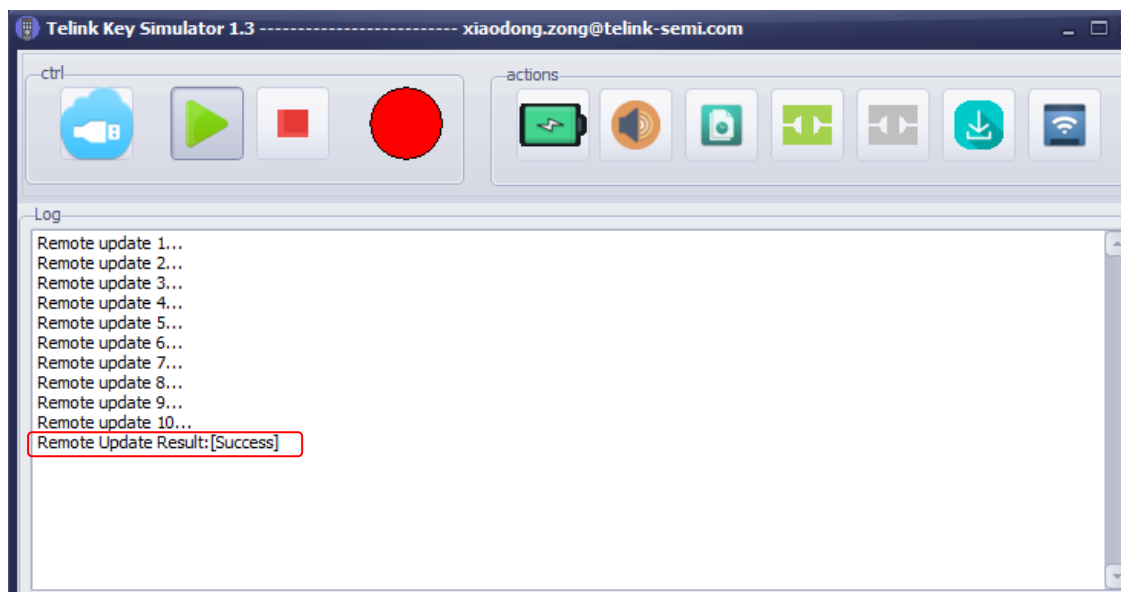 Telink Key Simulator 1.3 -------------------------- xiaodong.zong@telink-semi.com
ctrl
actions
Log
Remote update 1...
Remote update 2...
Remote update 3...
Remote update 4...
Remote update 5...
Remote update 6...
Remote update 7...
Remote update 8...
Remote update 9...
Remote update 10...
Remote Update Result:[Success]